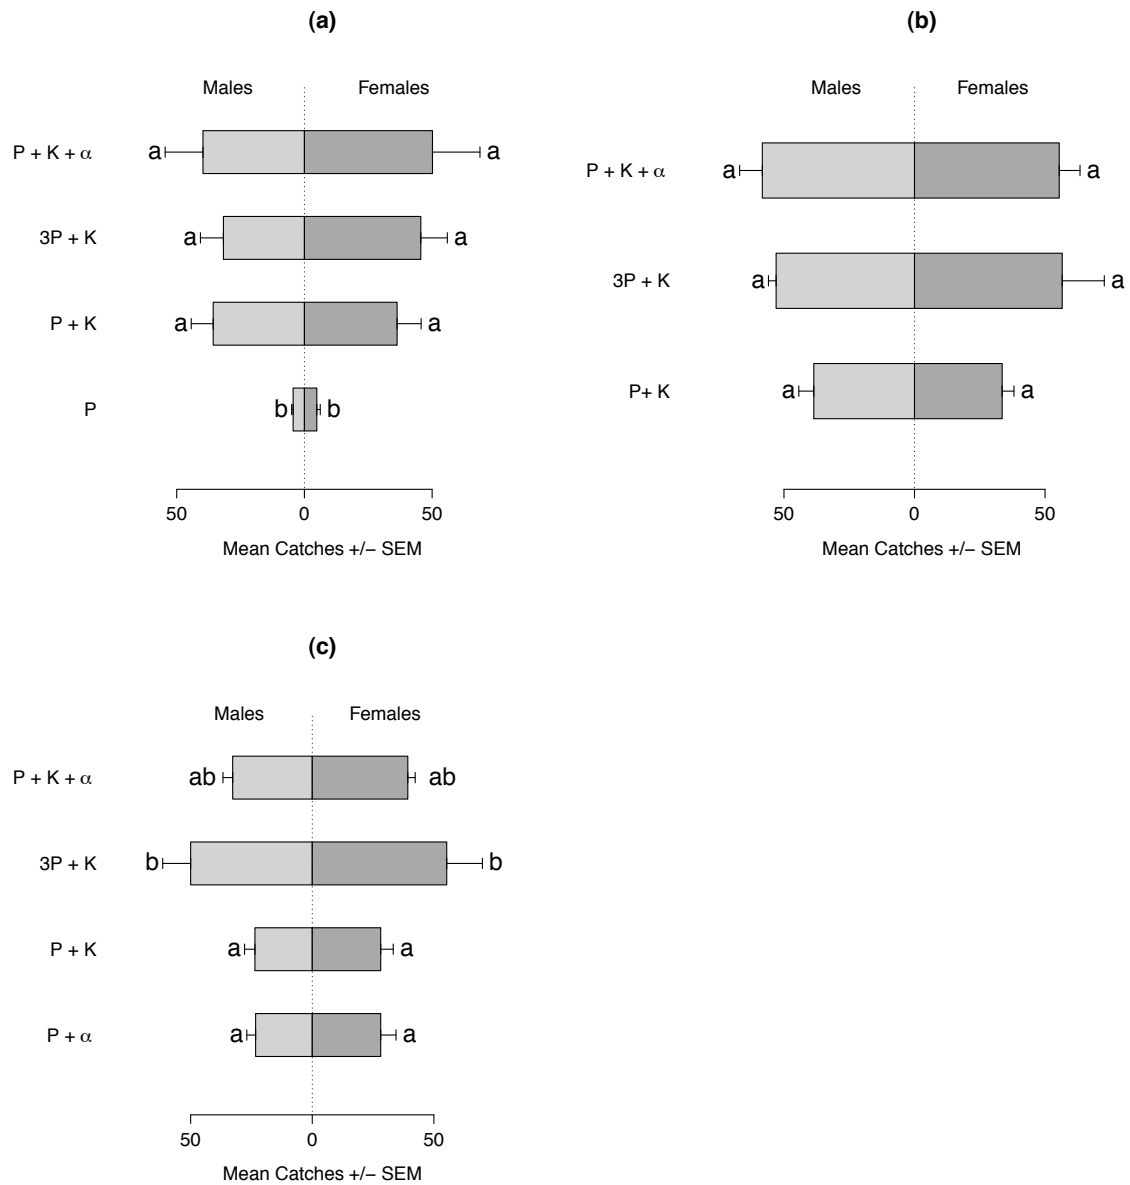 (a)
Males Females
P + K + α a a
3P + K a a
P + K a a
P b b
50 0 50
Mean Catches +/− SEM
(b)
Males Females
P + K + α a a
3P + K a a
P+ K a a
50 0 50
Mean Catches +/− SEM
(c)
Males Females
P + K + α ab ab
3P + K b b
P + K a a
P + α a a
50 0 50
Mean Catches +/− SEM